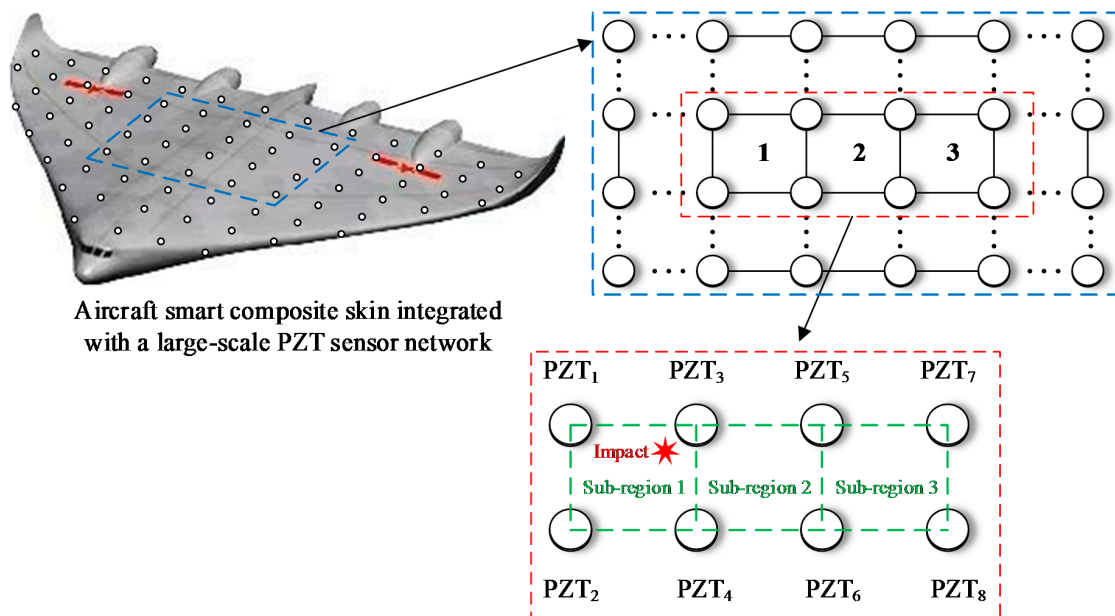 1 2 3
Aircraft smart composite skin integrated
with a large-scale PZT sensor network
PZT₁ PZT₃ PZT₅ PZT₇
Impact
Sub-region 1 Sub-region 2 Sub-region 3
PZT₂ PZT₄ PZT₆ PZT₈